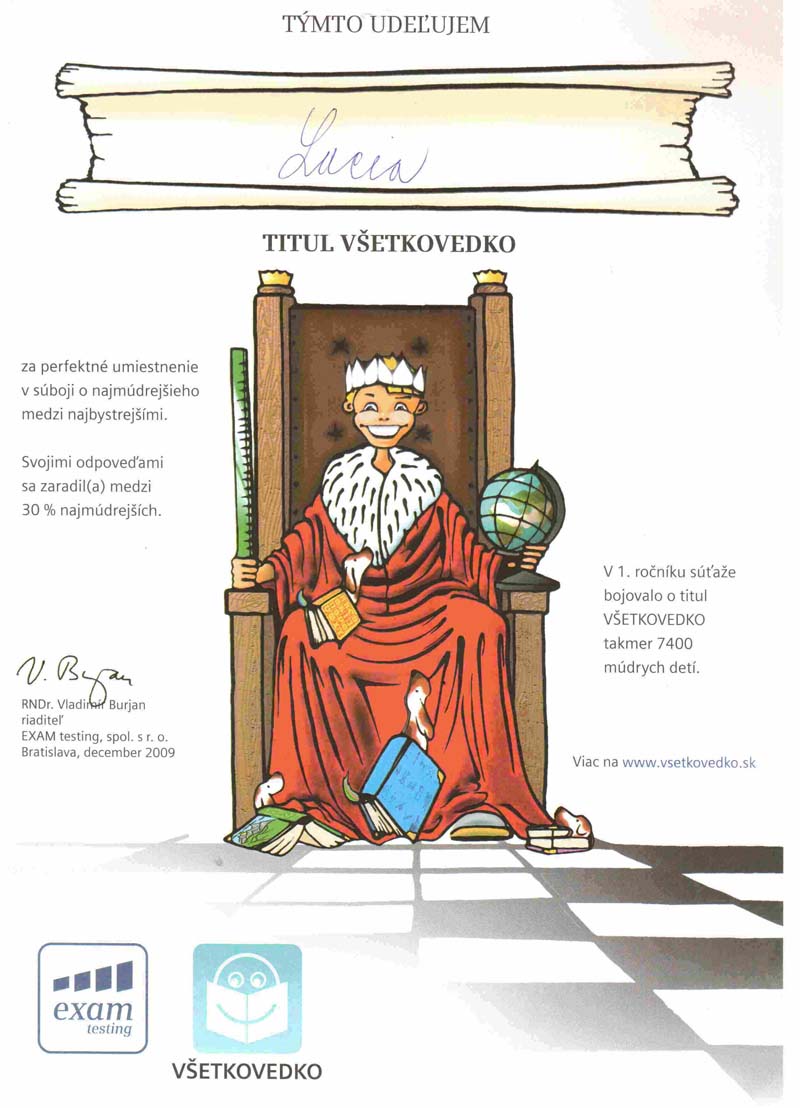 TÝMTO UDEĽUJEM
Lucia
TITUL VŠETKOVEDKO
za perfektné umiestnenie
v súboji o najmúdrejšieho
medzi najbystrejšími.
Svojimi odpoveďami
sa zaradil(a) medzi
30 % najmúdrejších.
V 1. ročníku súťaže
bojovalo o titul
VŠETKOVEDKO
takmer 7400
múdrych detí.
V. Burjan
RNDr. Vladimír Burjan
riaditeľ
EXAM testing, spol. s r. o.
Bratislava, december 2009
Viac na www.vsetkovedko.sk
exam
testing
VŠETKOVEDKO